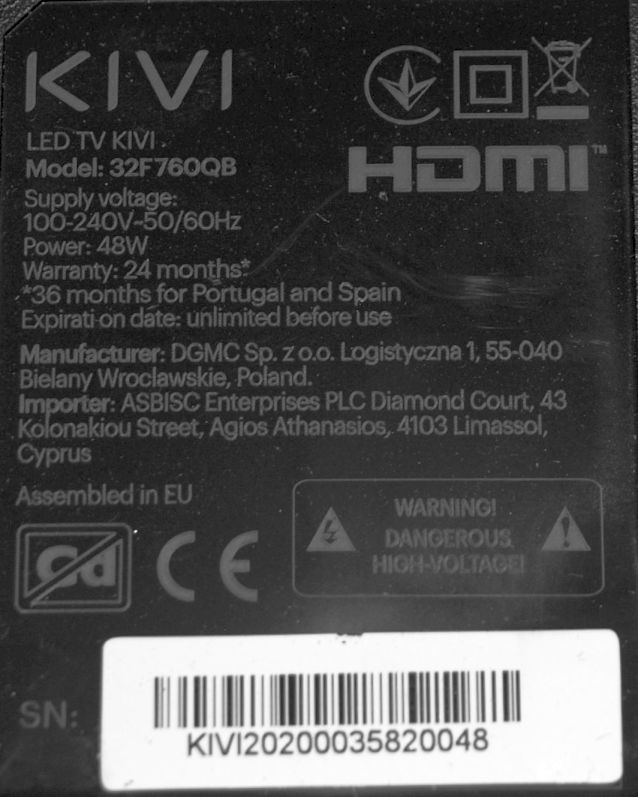 KIVI
LED TV KIVI
Model: 32F760QB
HDMI™
Supply voltage:
100-240V~50/60Hz
Power: 48W
Warranty: 24 months*
*36 months for Portugal and Spain
Expirati on date: unlimited before use
Manufacturer: DGMC Sp. z o.o. Logistyczna 1, 55-040
Bielany Wroclawskie, Poland.
Importer: ASBISC Enterprises PLC Diamond Court, 43
Kolonakiou Street, Agios Athanasios, 4103 Limassol,
Cyprus
Assembled in EU
WARNING!
DANGEROUS
HIGH-VOLTAGE!
Cd
CE
SN:
KIVI20200035820048